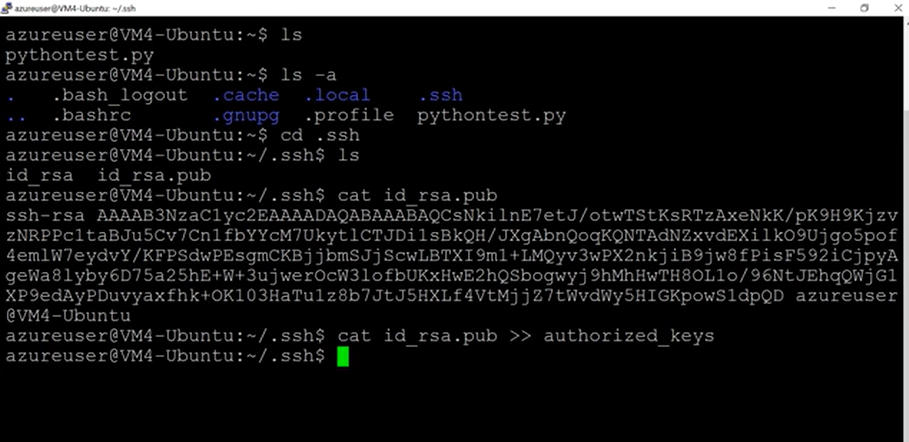 azureuser@VM4-Ubuntu: ~/.ssh
azureuser@VM4-Ubuntu:~$ ls
pythontest.py
azureuser@VM4-Ubuntu:~$ ls -a
. .bash_logout .cache .local .ssh
.. .bashrc .gnupg .profile pythontest.py
azureuser@VM4-Ubuntu:~$ cd .ssh
azureuser@VM4-Ubuntu:~/.ssh$ ls
id_rsa id_rsa.pub
azureuser@VM4-Ubuntu:~/.ssh$ cat id_rsa.pub
ssh-rsa AAAAB3NzaC1yc2EAAAADAQABAAABAQCsNkilnE7etJ/otwTStKsRTzAxeNkK/pK9H9Kjzv
zNRPPc1taBJu5Cv7Cn1fbYYcM7UkytlCTJDi1sBkQH/JXgAbnQoqKQNTAdNZxvdEXilkO9Ujgo5pof
4emlW7eydvY/KFPSdwPEsgmCKBjjbmSJjScwLBTXI9m1+LMQyv3wPX2nkjiB9jw8fPisF592iCjpyA
geWa8lyby6D75a25hE+W+3ujwerOcW3lofbUKxHwE2hQSbogwyj9hMhHwTH8OL1o/96NtJEhqQWjG1
XP9edAyPDuvyaxfhk+OK103HaTu1z8b7JtJ5HXLf4VtMjjZ7tWvdWy5HIGKpowS1dpQD azureuser
@VM4-Ubuntu
azureuser@VM4-Ubuntu:~/.ssh$ cat id_rsa.pub >> authorized_keys
azureuser@VM4-Ubuntu:~/.ssh$